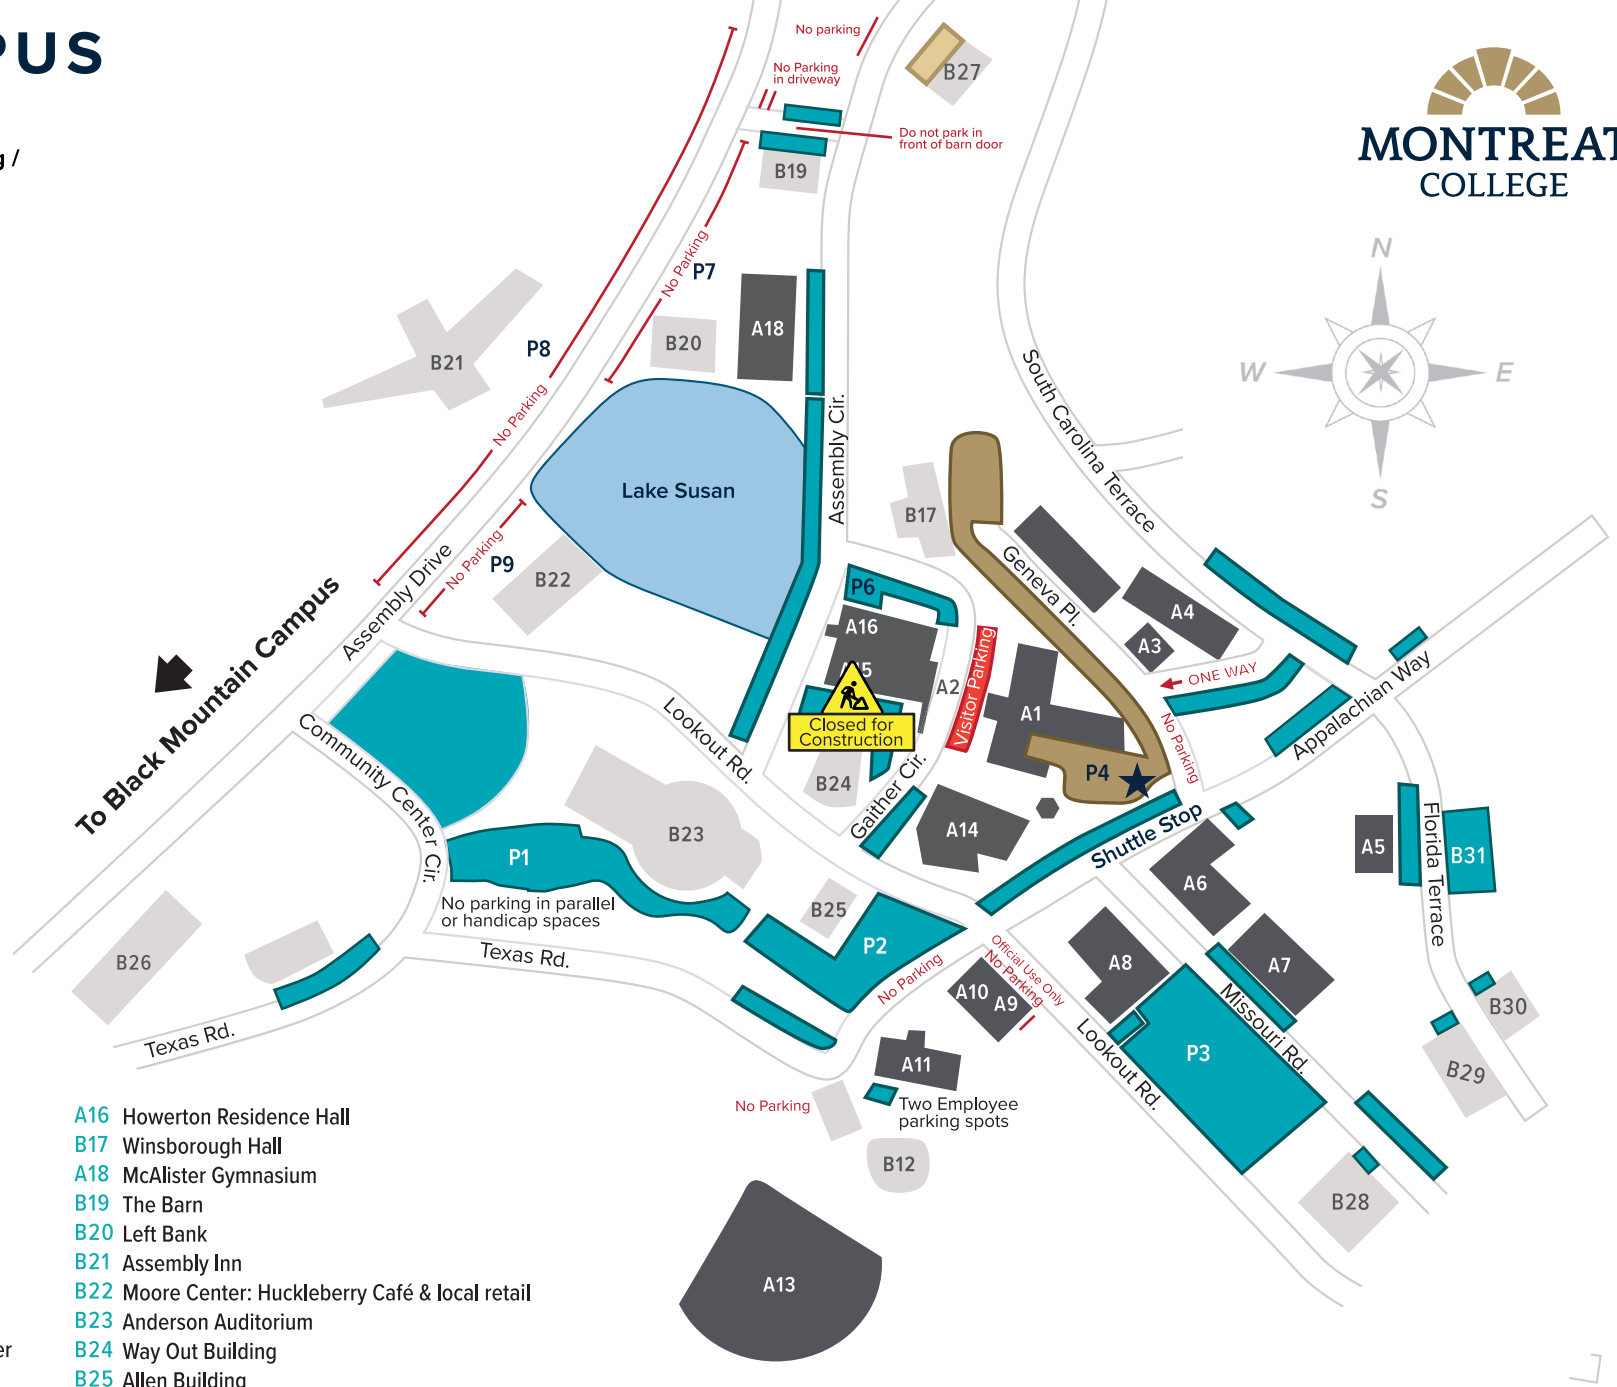 PUS
g /
No parking
No Parking
in driveway
B27
MONTREAT
COLLEGE
Do not park in
front of barn door
B19
No Parking
P7
N
W
E
S
A18
B20
P8
B21
No Parking
South Carolina Terrace
Assembly Cir.
Lake Susan
B17
Geneva Pl.
No Parking
P9
B22
Assembly Drive
To Black Mountain Campus
P6
A16
A15
A4
A3
ONE WAY
A2
Visitor Parking
A1
No Parking
Appalachian Way
Closed for
Construction
Lookout Rd.
Community Center Cir.
B24
Gaither Cir.
P4
Shuttle Stop
A14
B23
P1
No parking in parallel
or handicap spaces
B25
P2
A5
B31
Florida Terrace
A6
A7
A8
Official Use Only
No Parking
No Parking
A10
A9
B26
Texas Rd.
Texas Rd.
Missouri Rd.
Lookout Rd.
P3
B30
B29
A11
Two Employee
parking spots
No Parking
B12
B28
A13
A16 Howerton Residence Hall
B17 Winsborough Hall
A18 McAlister Gymnasium
B19 The Barn
B20 Left Bank
B21 Assembly Inn
B22 Moore Center: Huckleberry Café & local retail
B23 Anderson Auditorium
er
B24 Way Out Building
B25 Allen Building